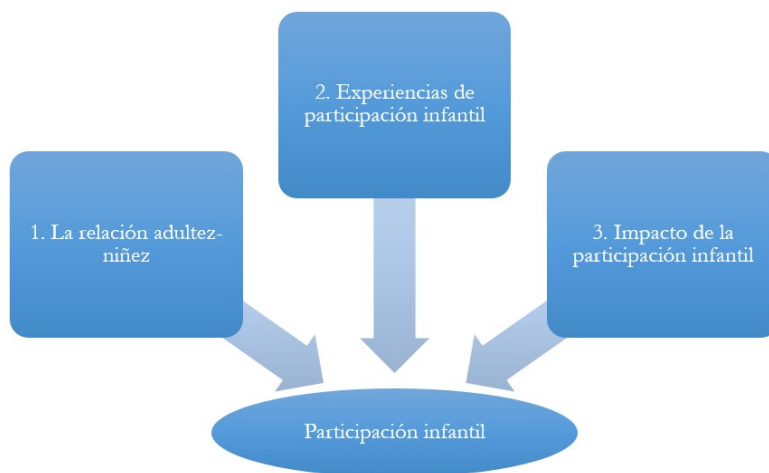 1. La relación adultez-
niñez
2. Experiencias de
participación infantil
3. Impacto de la
participación infantil
Participación infantil